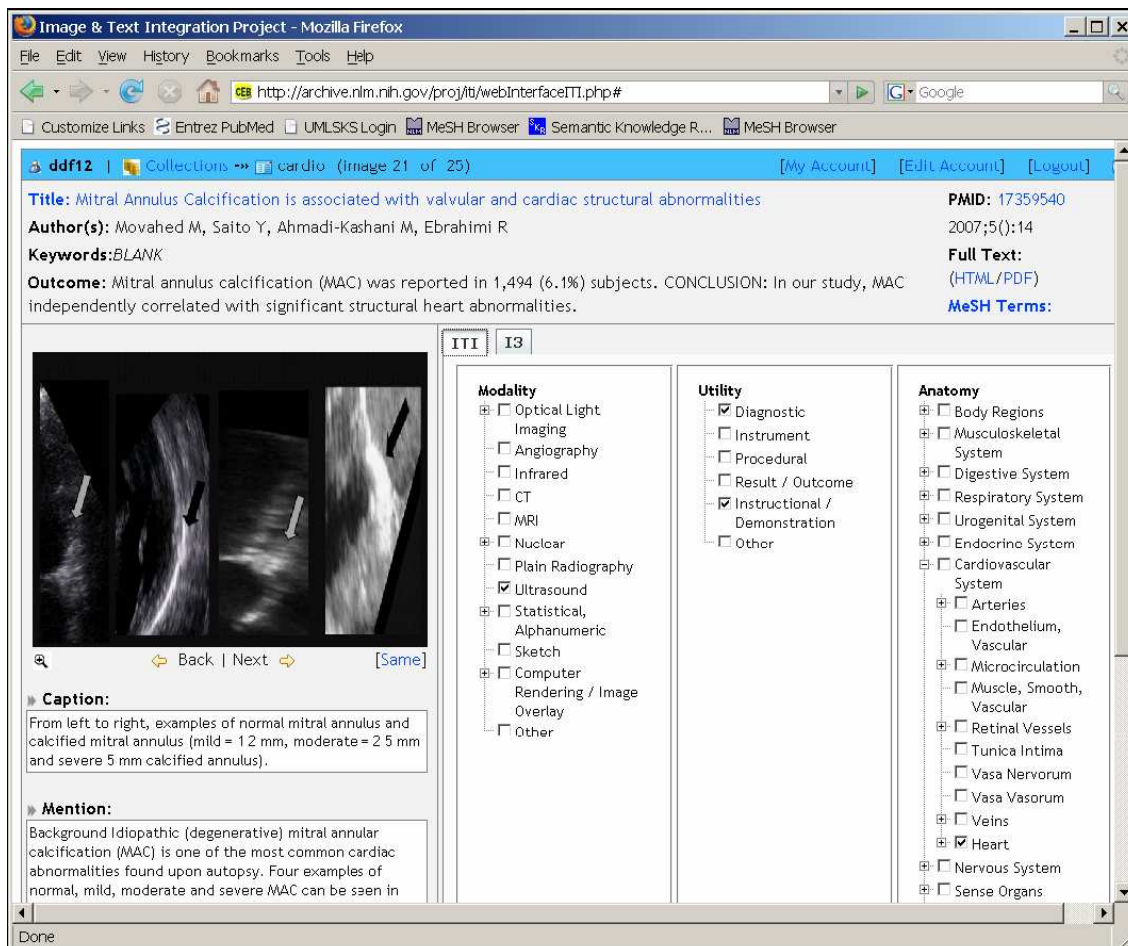 Image & Text Integration Project - Mozilla Firefox
File Edit View History Bookmarks Tools Help
CEB http://archive.nlm.nih.gov/proj/iti/webInterfaceITI.php# G Google
Customize Links Entrez PubMed UMLSKS Login MeSH Browser Semantic Knowledge R... MeSH Browser
ddf12 | Collections -» cardio (image 21 of 25) [My Account] [Edit Account] [Logout]
Title: Mitral Annulus Calcification is associated with valvular and cardiac structural abnormalities
Author(s): Movahed M, Saito Y, Ahmadi-Kashani M, Ebrahimi R
Keywords:BLANK
Outcome: Mitral annulus calcification (MAC) was reported in 1,494 (6.1%) subjects. CONCLUSION: In our study, MAC
independently correlated with significant structural heart abnormalities.
PMID: 17359540
2007;5():14
Full Text:
(HTML/PDF)
MeSH Terms:
Back | Next [Same]
Caption:
From left to right, examples of normal mitral annulus and
calcified mitral annulus (mild = 1 2 mm, moderate = 2 5 mm
and severe 5 mm calcified annulus).
Mention:
Background Idiopathic (degenerative) mitral annular
calcification (MAC) is one of the most common cardiac
abnormalities found upon autopsy. Four examples of
normal, mild, moderate and severe MAC can be seen in
ITI I3
Modality
Optical Light
Imaging
Angiography
Infrared
CT
MRI
Nuclear
Plain Radiography
Ultrasound
Statistical,
Alphanumeric
Sketch
Computer
Rendering / Image
Overlay
Other
Utility
Diagnostic
Instrument
Procedural
Result / Outcome
Instructional /
Demonstration
Other
Anatomy
Body Regions
Musculoskeletal
System
Digestive System
Respiratory System
Urogenital System
Endocrine System
Cardiovascular
System
Arteries
Endothelium,
Vascular
Microcirculation
Muscle, Smooth,
Vascular
Retinal Vessels
Tunica Intima
Vasa Nervorum
Vasa Vasorum
Veins
Heart
Nervous System
Sense Organs
Done